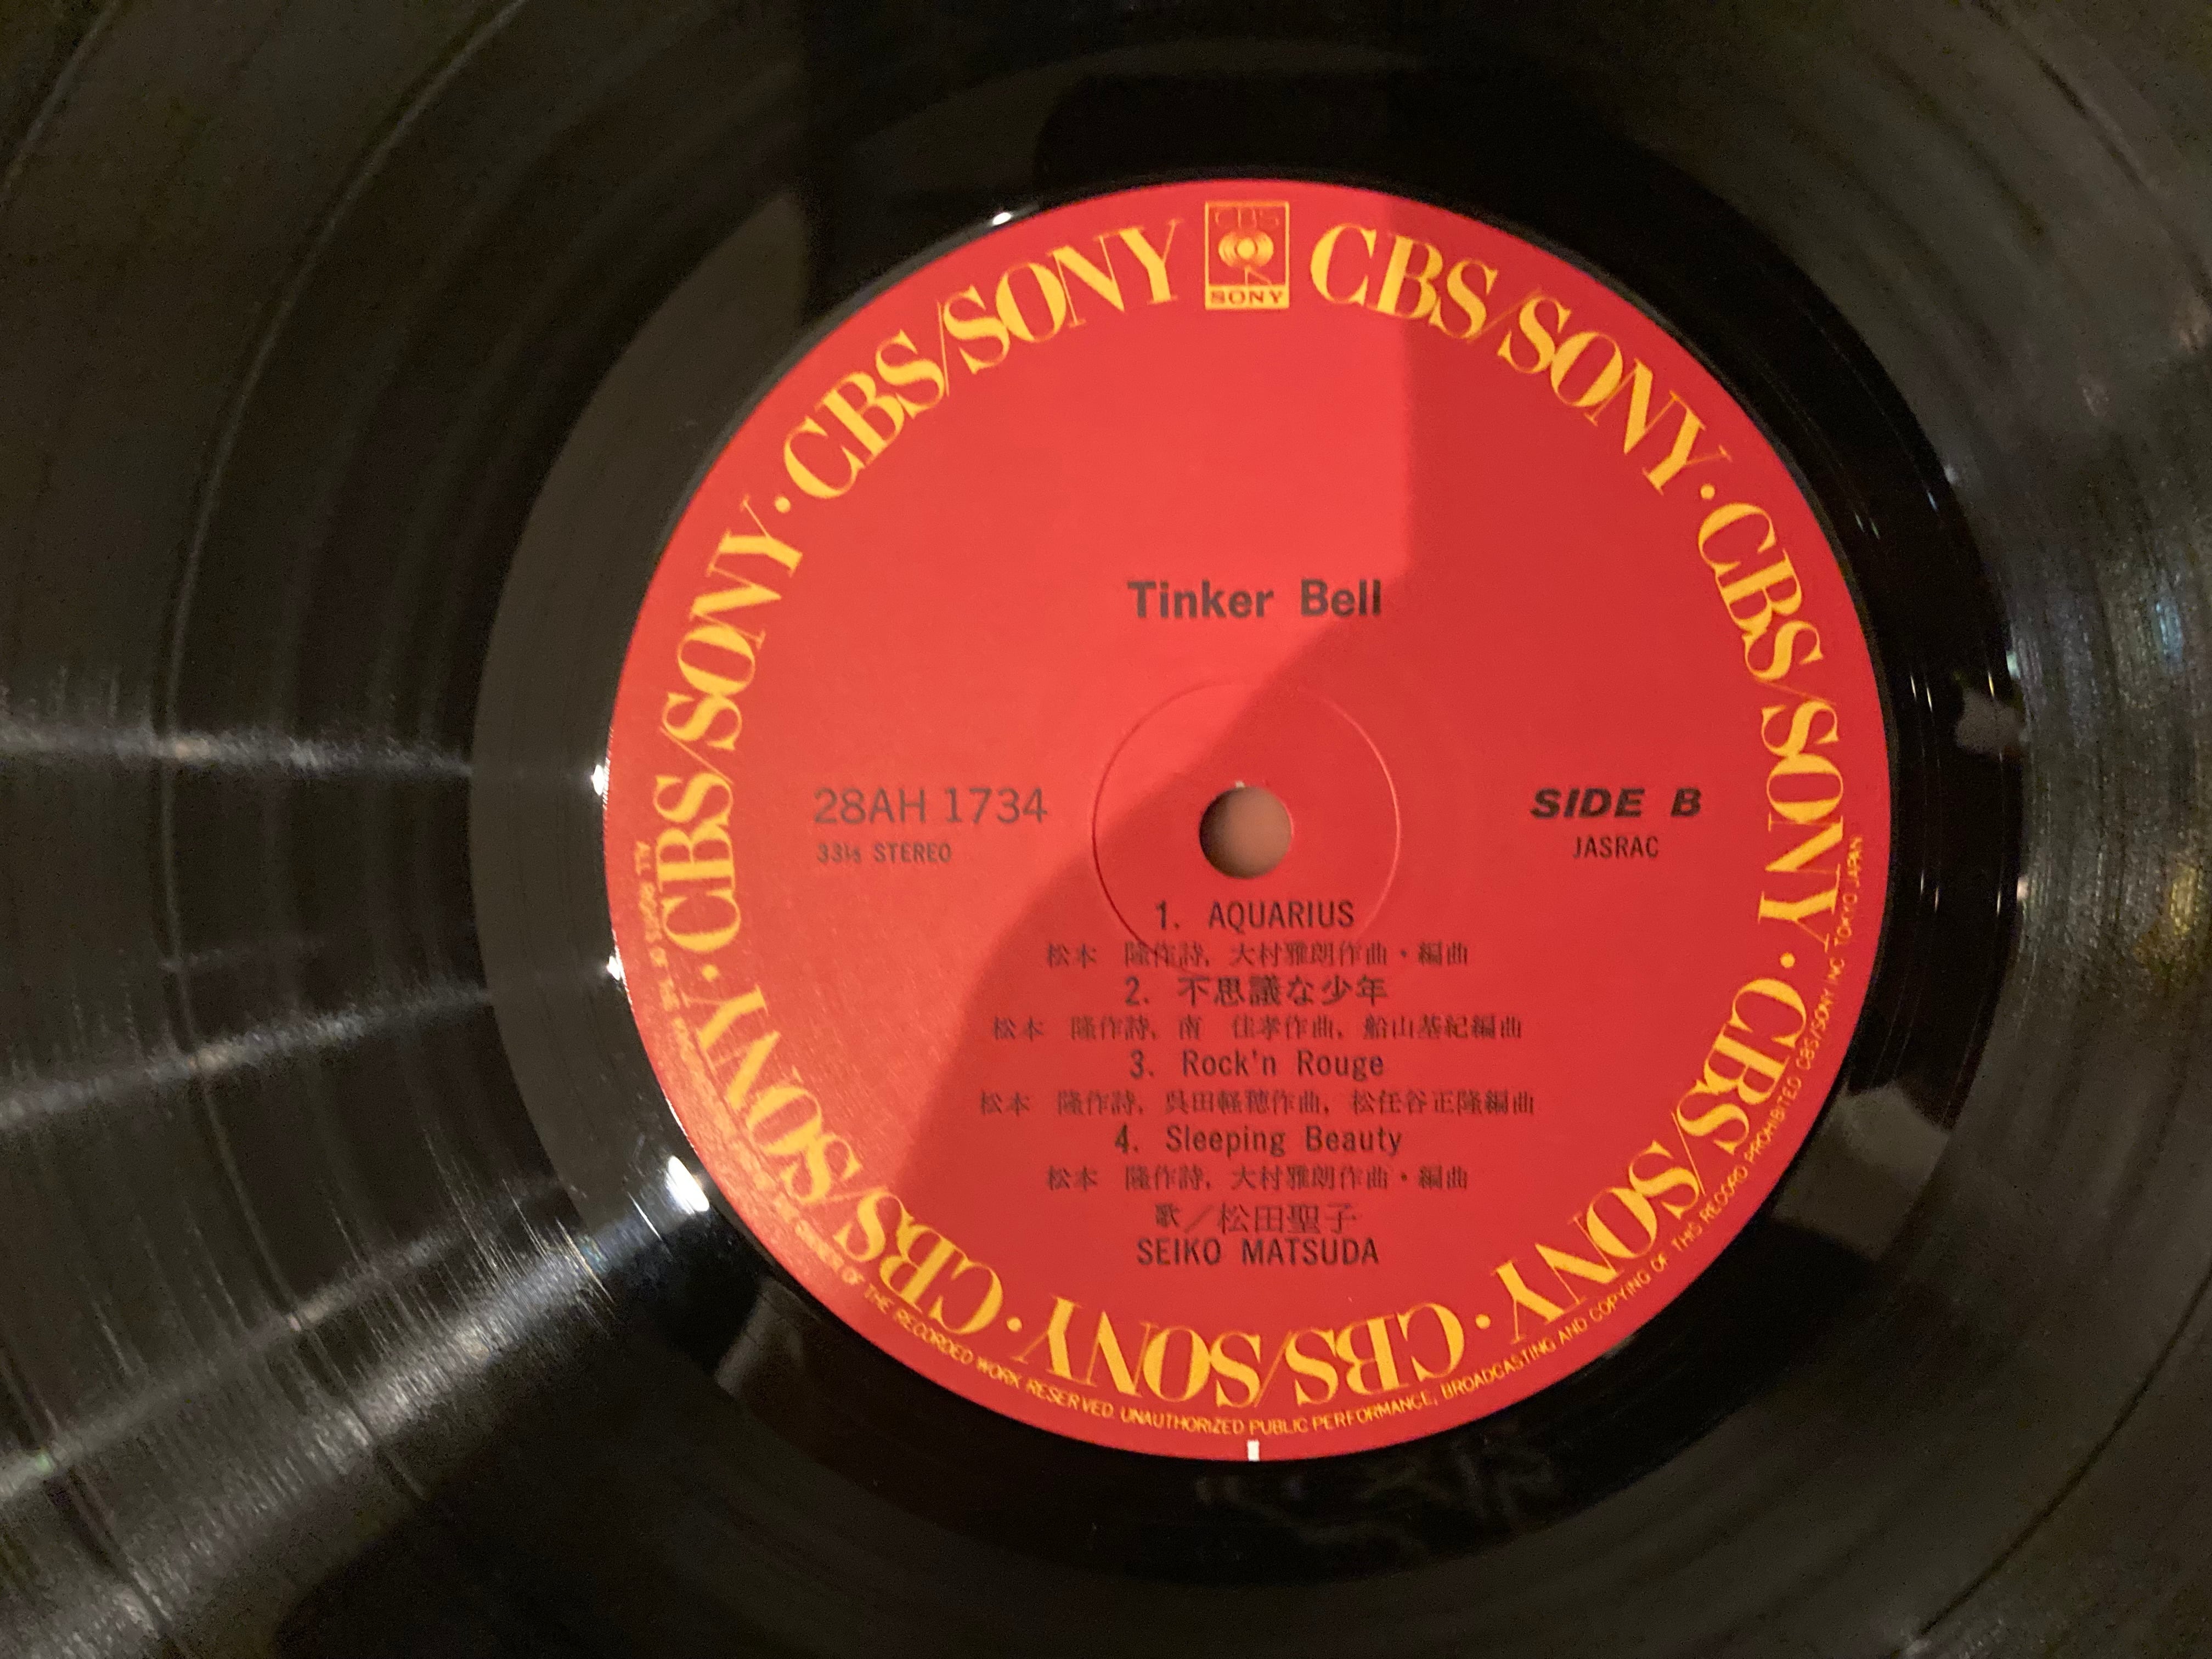 CBS
SONY
CBS/SONY · CBS/SONY · CBS/SONY · CBS/SONY · CBS/SONY · CBS/SONY · CBS/SONY · CBS/SONY
Tinker Bell
28AH 1734
33⅓ STEREO
SIDE B
JASRAC
1. AQUARIUS
松本　隆作詩，大村雅朗作曲・編曲
2. 不思議な少年
松本　隆作詩，南　佳孝作曲，船山基紀編曲
3. Rock'n Rouge
松本　隆作詩，呉田軽穂作曲，松任谷正隆編曲
4. Sleeping Beauty
松本　隆作詩，大村雅朗作曲・編曲
歌／松田聖子
SEIKO MATSUDA
ALL RIGHTS OF THE OWNER OF THE RECORDED WORK RESERVED. UNAUTHORIZED PUBLIC PERFORMANCE, BROADCASTING AND COPYING OF THIS RECORD PROHIBITED CBS/SONY INC. TOKYO JAPAN